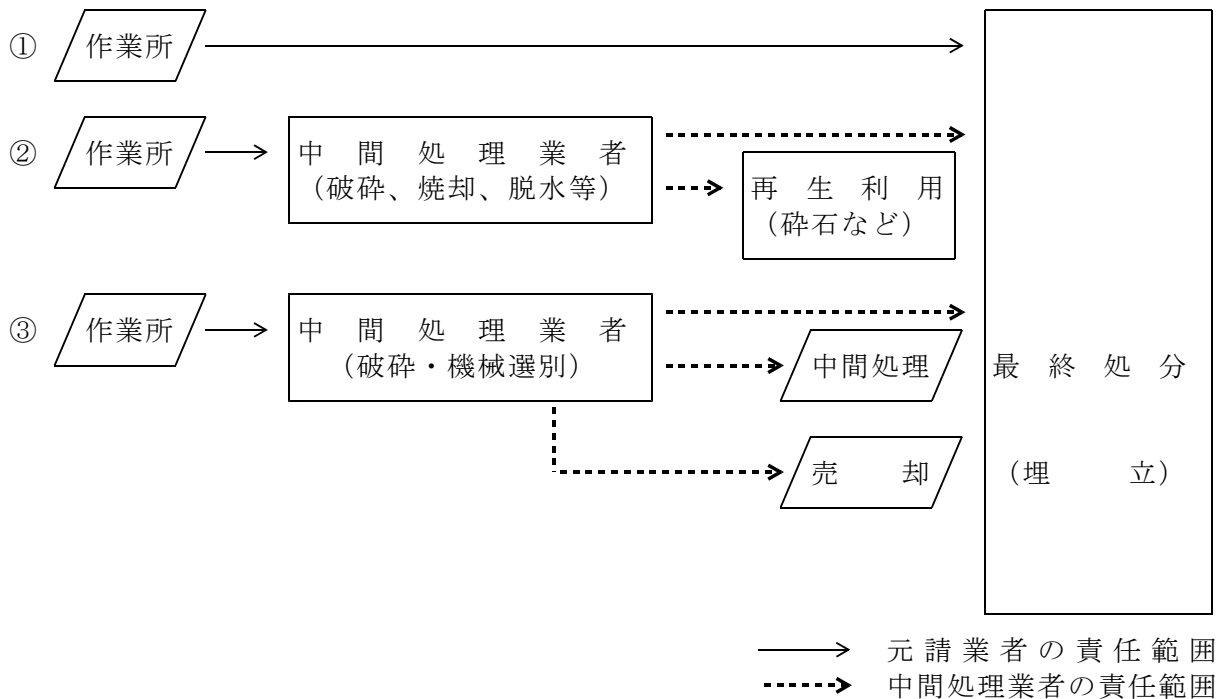 ① 作業所
② 作業所
中間処理業者
(破砕、焼却、脱水等)
再生利用
(砕石など)
③ 作業所
中間処理業者
(破砕・機械選別)
中間処理
売却
最終処分
(埋立)
元請業者の責任範囲
中間処理業者の責任範囲